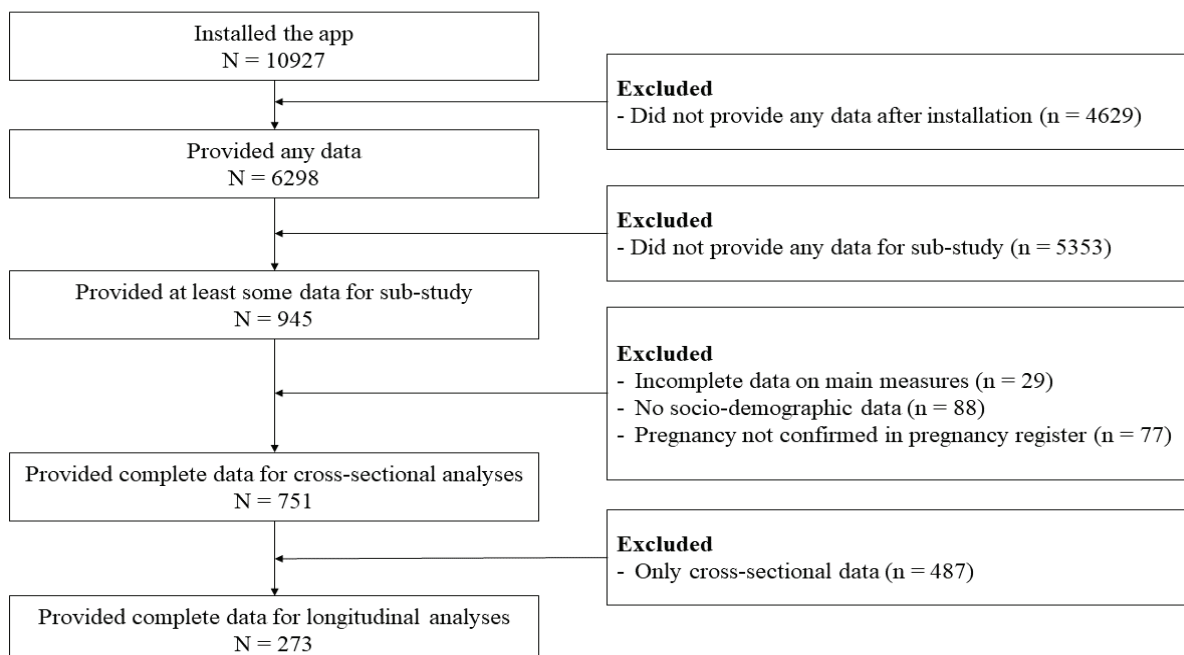 Installed the app
N = 10927
Excluded
- Did not provide any data after installation (n = 4629)
Provided any data
N = 6298
Excluded
- Did not provide any data for sub-study (n = 5353)
Provided at least some data for sub-study
N = 945
Excluded
- Incomplete data on main measures (n = 29)
- No socio-demographic data (n = 88)
- Pregnancy not confirmed in pregnancy register (n = 77)
Provided complete data for cross-sectional analyses
N = 751
Excluded
- Only cross-sectional data (n = 487)
Provided complete data for longitudinal analyses
N = 273